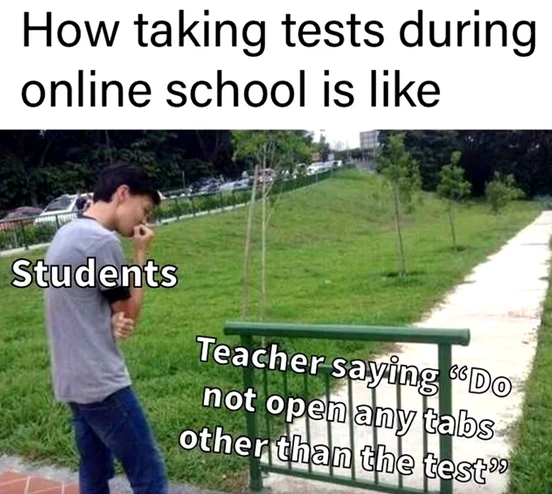 How taking tests during
online school is like
Students
Teacher saying “Do
not open any tabs
other than the test”